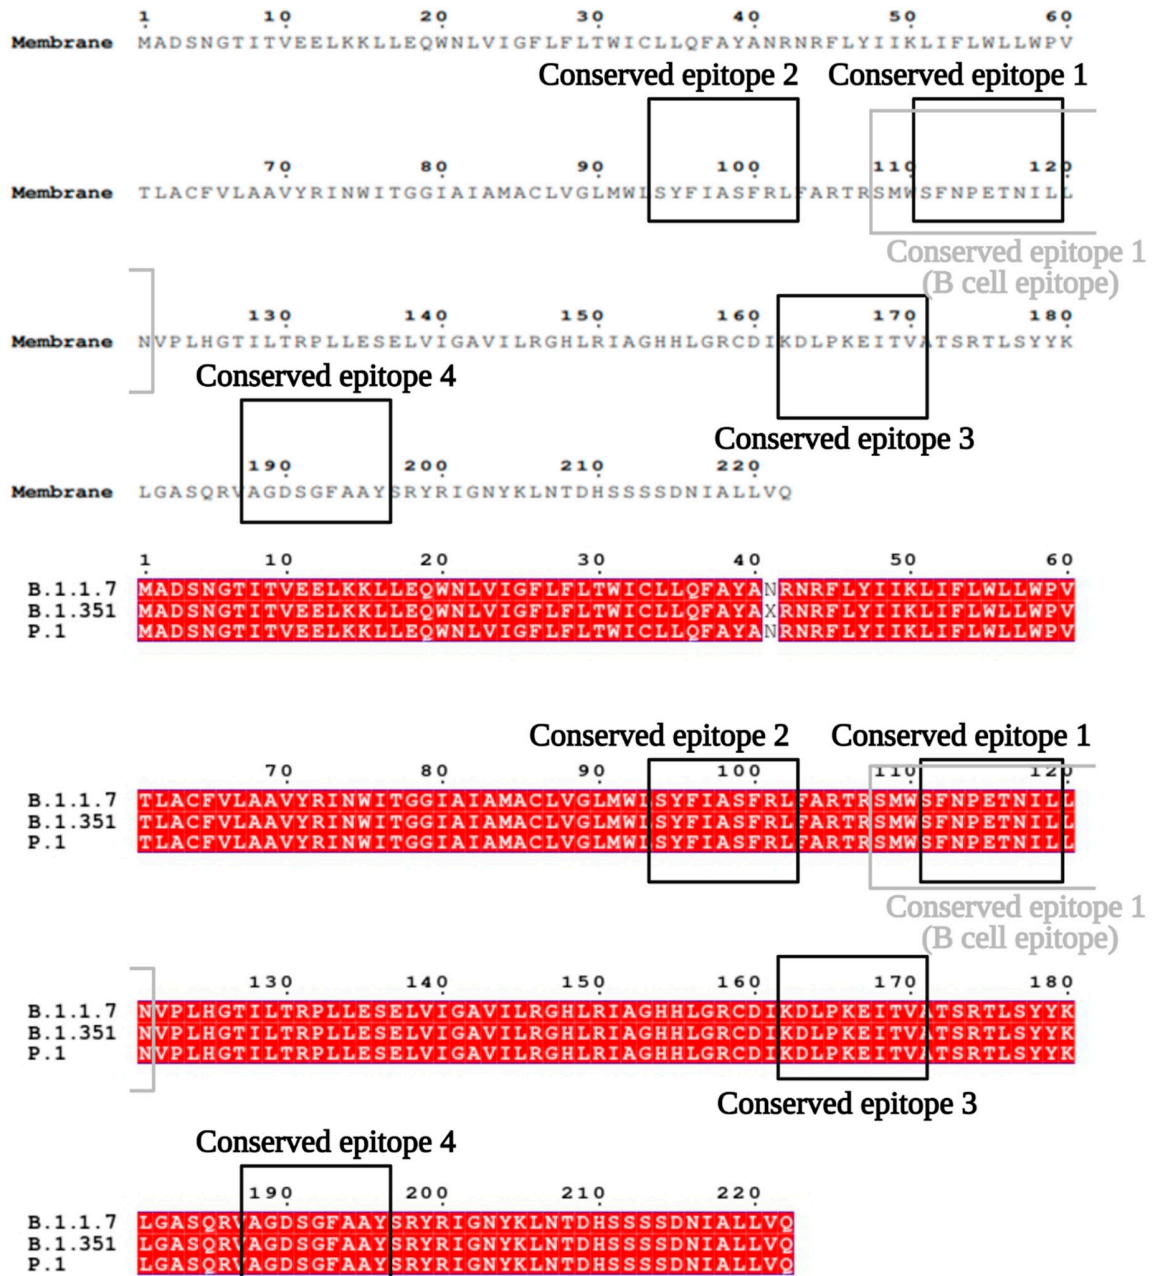 1 10 20 30 40 50 60
Membrane MADSNGTITVEELKKLLEQWNLVIGFLFLTWICLLQFAYANRNRFLYIIKLIFLWLLWPV
Conserved epitope 2 Conserved epitope 1
70 80 90 100 110 120
Membrane TLACFVLAAVYRINWITGGIAIAMACLVGLMWLSYFIASFRLFARTRSMWSFNPETNILL
Conserved epitope 1
(B cell epitope)
130 140 150 160 170 180
Membrane NVPLHGTILTRPLLESELVIGAVILRGHLRIAGHHLGRCDIKDLPKEITVATSRTLSYYK
Conserved epitope 4
Conserved epitope 3
190 200 210 220
Membrane LGASQRVAGDSGFAAYSRYRIGNYKLNTDHSSSSDNIALLVQ
1 10 20 30 40 50 60
B.1.1.7 MADSNGTITVEELKKLLEQWNLVIGFLFLTWICLLQFAYANRNRFLYIIKLIFLWLLWPV
B.1.351 MADSNGTITVEELKKLLEQWNLVIGFLFLTWICLLQFAYAXRNRFLYIIKLIFLWLLWPV
P.1 MADSNGTITVEELKKLLEQWNLVIGFLFLTWICLLQFAYANRNRFLYIIKLIFLWLLWPV
Conserved epitope 2 Conserved epitope 1
70 80 90 100 110 120
B.1.1.7 TLACFVLAAVYRINWITGGIAIAMACLVGLMWLSYFIASFRLFARTRSMWSFNPETNILL
B.1.351 TLACFVLAAVYRINWITGGIAIAMACLVGLMWLSYFIASFRLFARTRSMWSFNPETNILL
P.1 TLACFVLAAVYRINWITGGIAIAMACLVGLMWLSYFIASFRLFARTRSMWSFNPETNILL
Conserved epitope 1
(B cell epitope)
130 140 150 160 170 180
B.1.1.7 NVPLHGTILTRPLLESELVIGAVILRGHLRIAGHHLGRCDIKDLPKEITVATSRTLSYYK
B.1.351 NVPLHGTILTRPLLESELVIGAVILRGHLRIAGHHLGRCDIKDLPKEITVATSRTLSYYK
P.1 NVPLHGTILTRPLLESELVIGAVILRGHLRIAGHHLGRCDIKDLPKEITVATSRTLSYYK
Conserved epitope 3
Conserved epitope 4
190 200 210 220
B.1.1.7 LGASQRVAGDSGFAAYSRYRIGNYKLNTDHSSSSDNIALLVQ
B.1.351 LGASQRVAGDSGFAAYSRYRIGNYKLNTDHSSSSDNIALLVQ
P.1 LGASQRVAGDSGFAAYSRYRIGNYKLNTDHSSSSDNIALLVQ